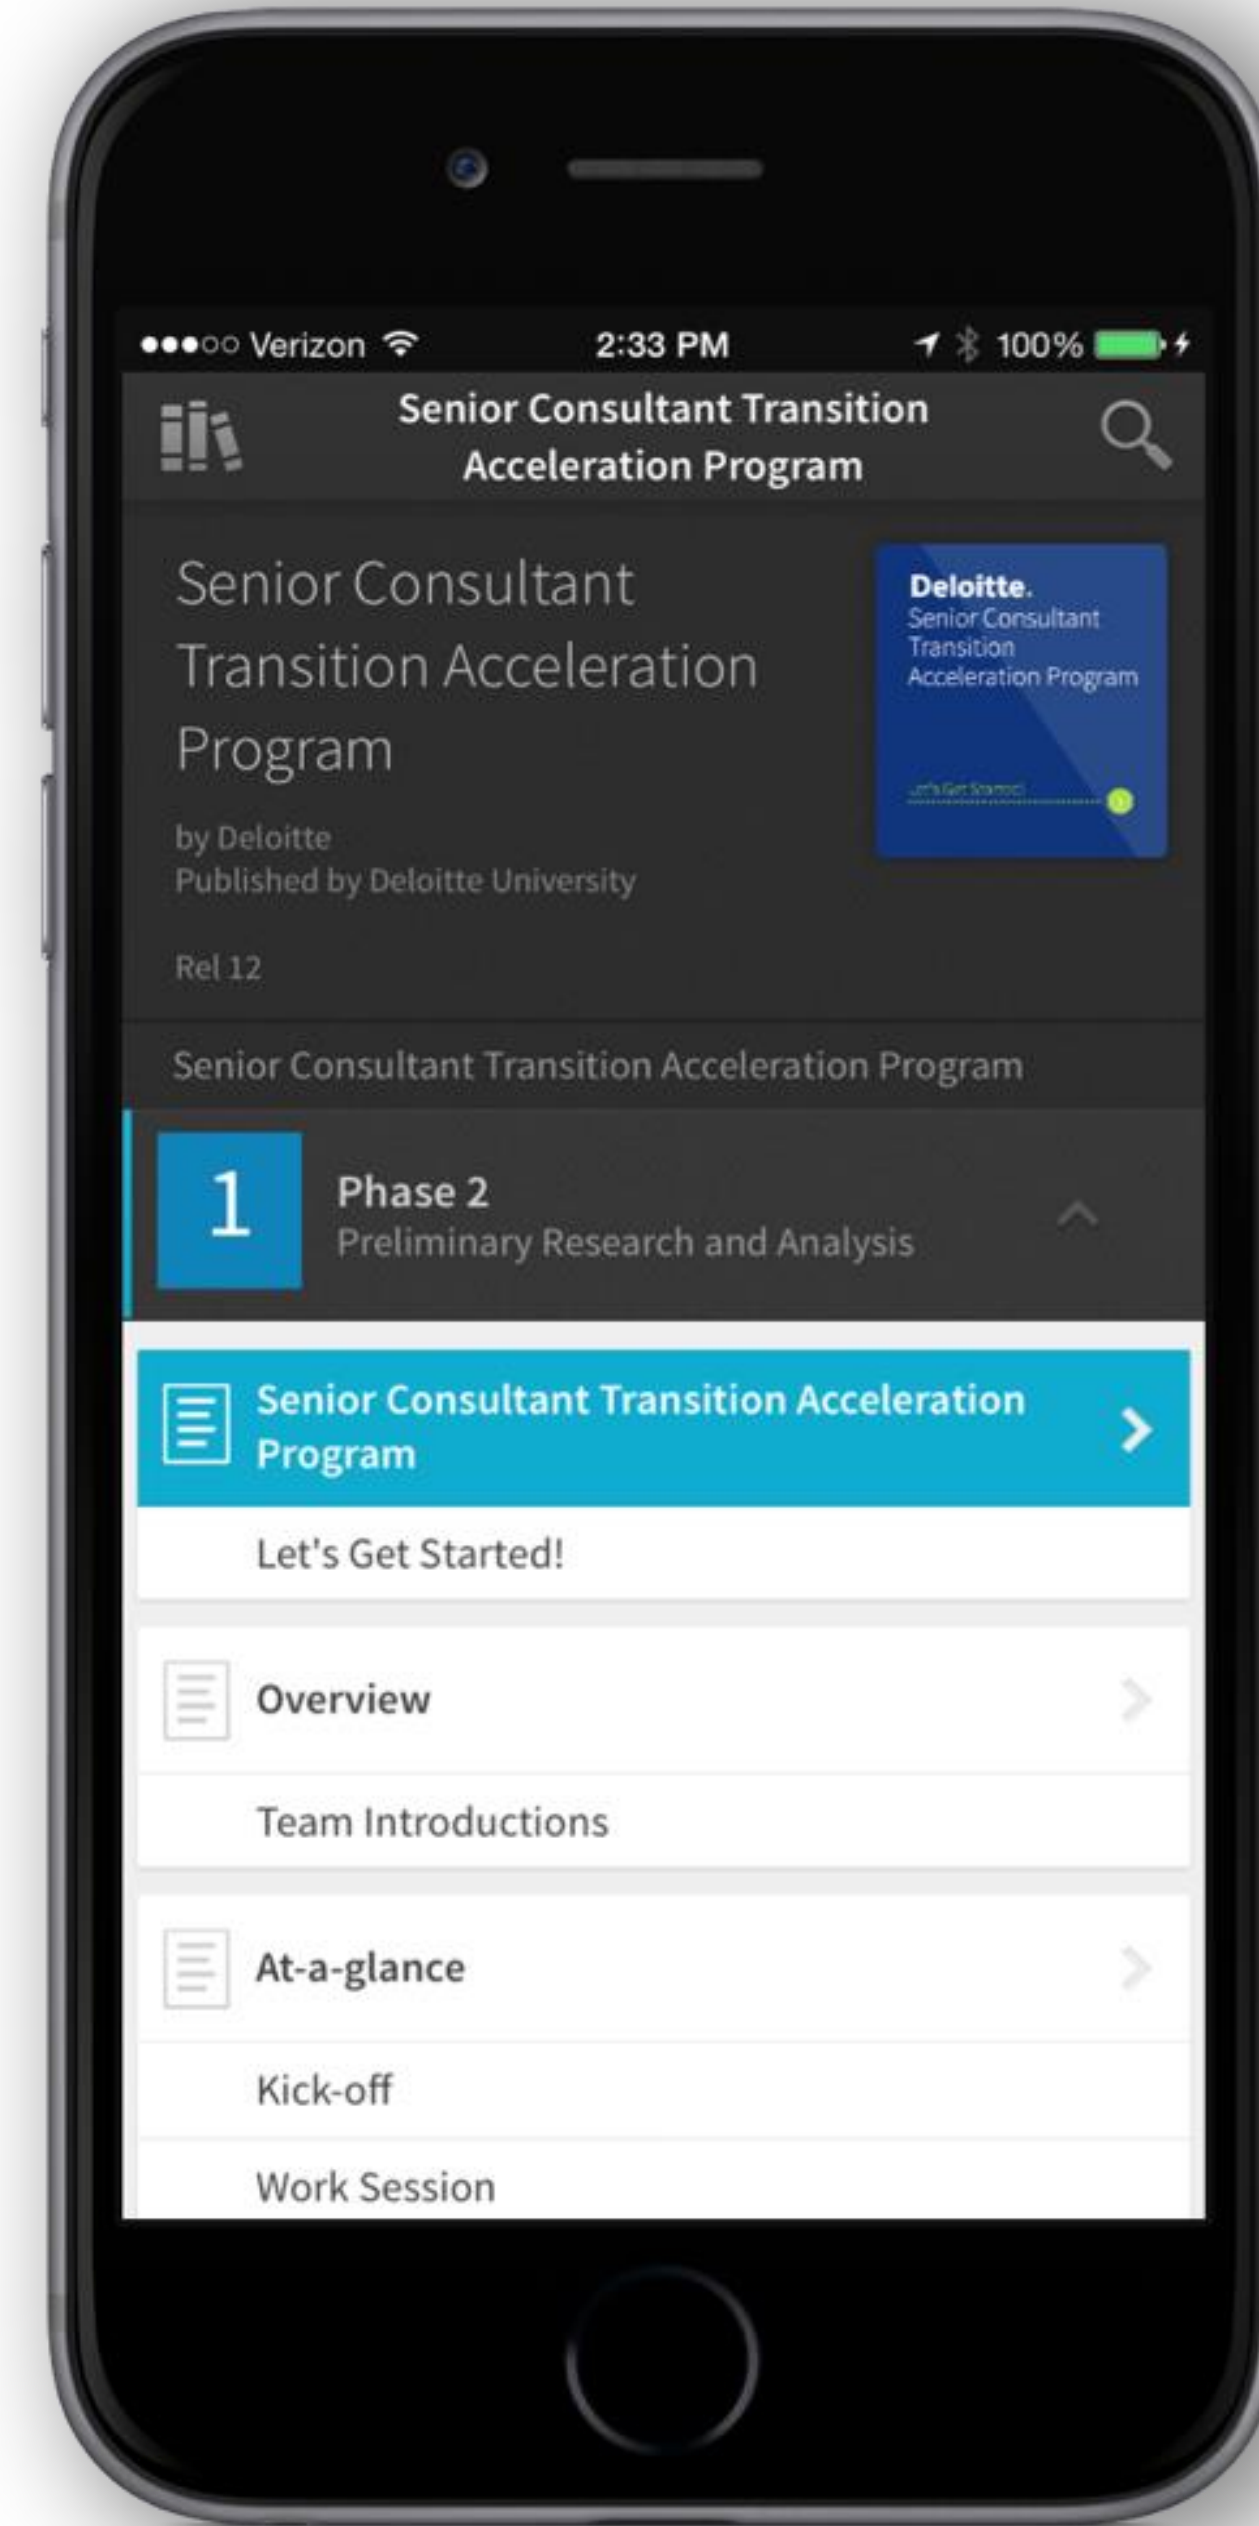 Verizon 2:33 PM 100%
Senior Consultant Transition
Acceleration Program
Senior Consultant
Transition Acceleration
Program
by Deloitte
Published by Deloitte University
Rel 12
Deloitte.
Senior Consultant
Transition
Acceleration Program
Let's Get Started!
Senior Consultant Transition Acceleration Program
1
Phase 2
Preliminary Research and Analysis
Senior Consultant Transition Acceleration
Program
Let's Get Started!
Overview
Team Introductions
At-a-glance
Kick-off
Work Session